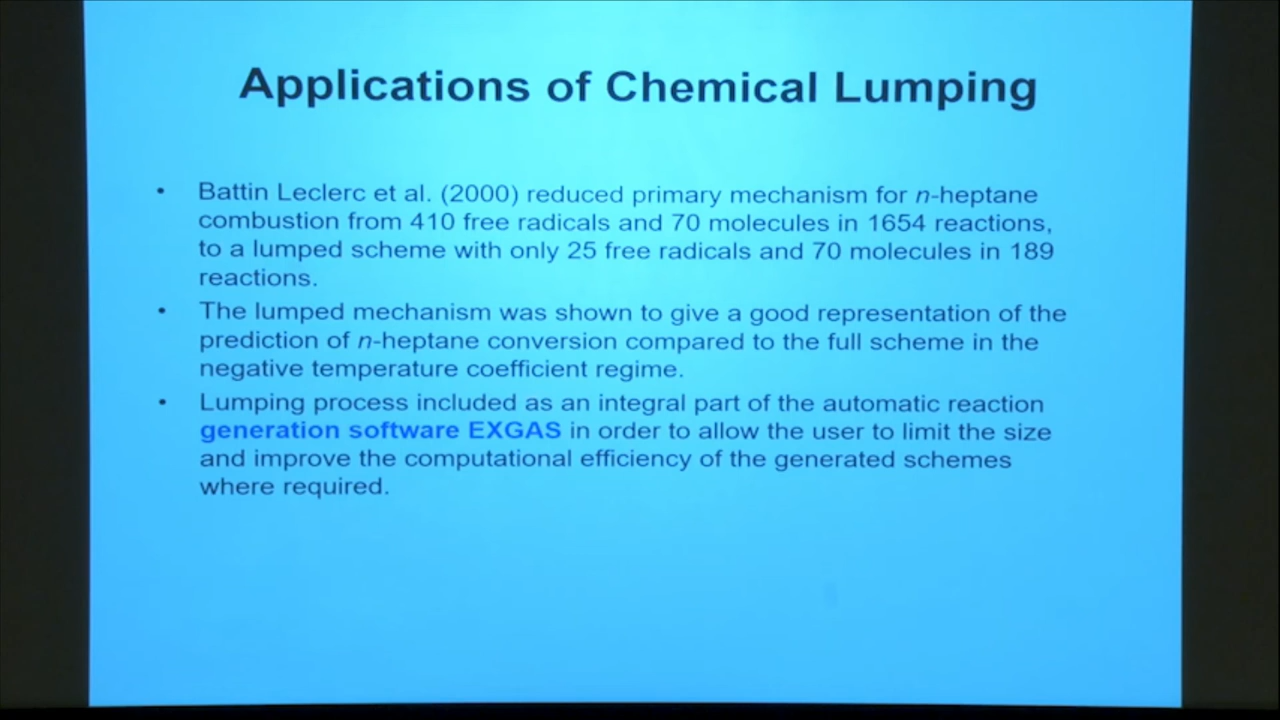 Applications of Chemical Lumping
• Battin Leclerc et al. (2000) reduced primary mechanism for n-heptane
combustion from 410 free radicals and 70 molecules in 1654 reactions,
to a lumped scheme with only 25 free radicals and 70 molecules in 189
reactions.
• The lumped mechanism was shown to give a good representation of the
prediction of n-heptane conversion compared to the full scheme in the
negative temperature coefficient regime.
• Lumping process included as an integral part of the automatic reaction
generation software EXGAS in order to allow the user to limit the size
and improve the computational efficiency of the generated schemes
where required.